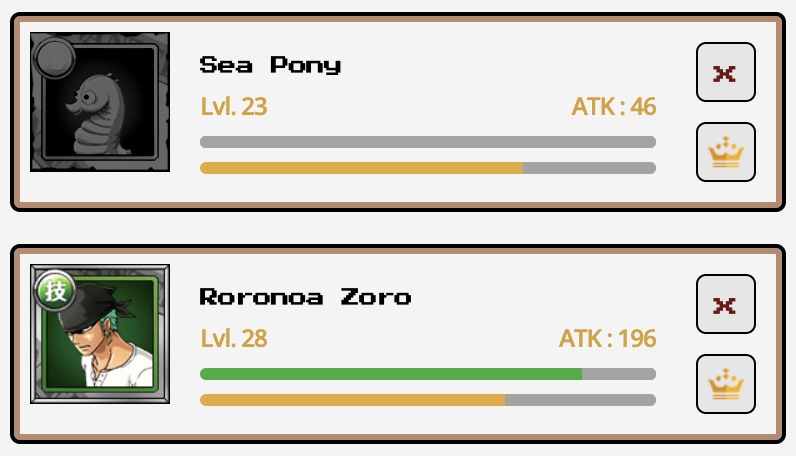 Sea Pony
Lvl. 23
ATK : 46
技
Roronoa Zoro
Lvl. 28
ATK : 196